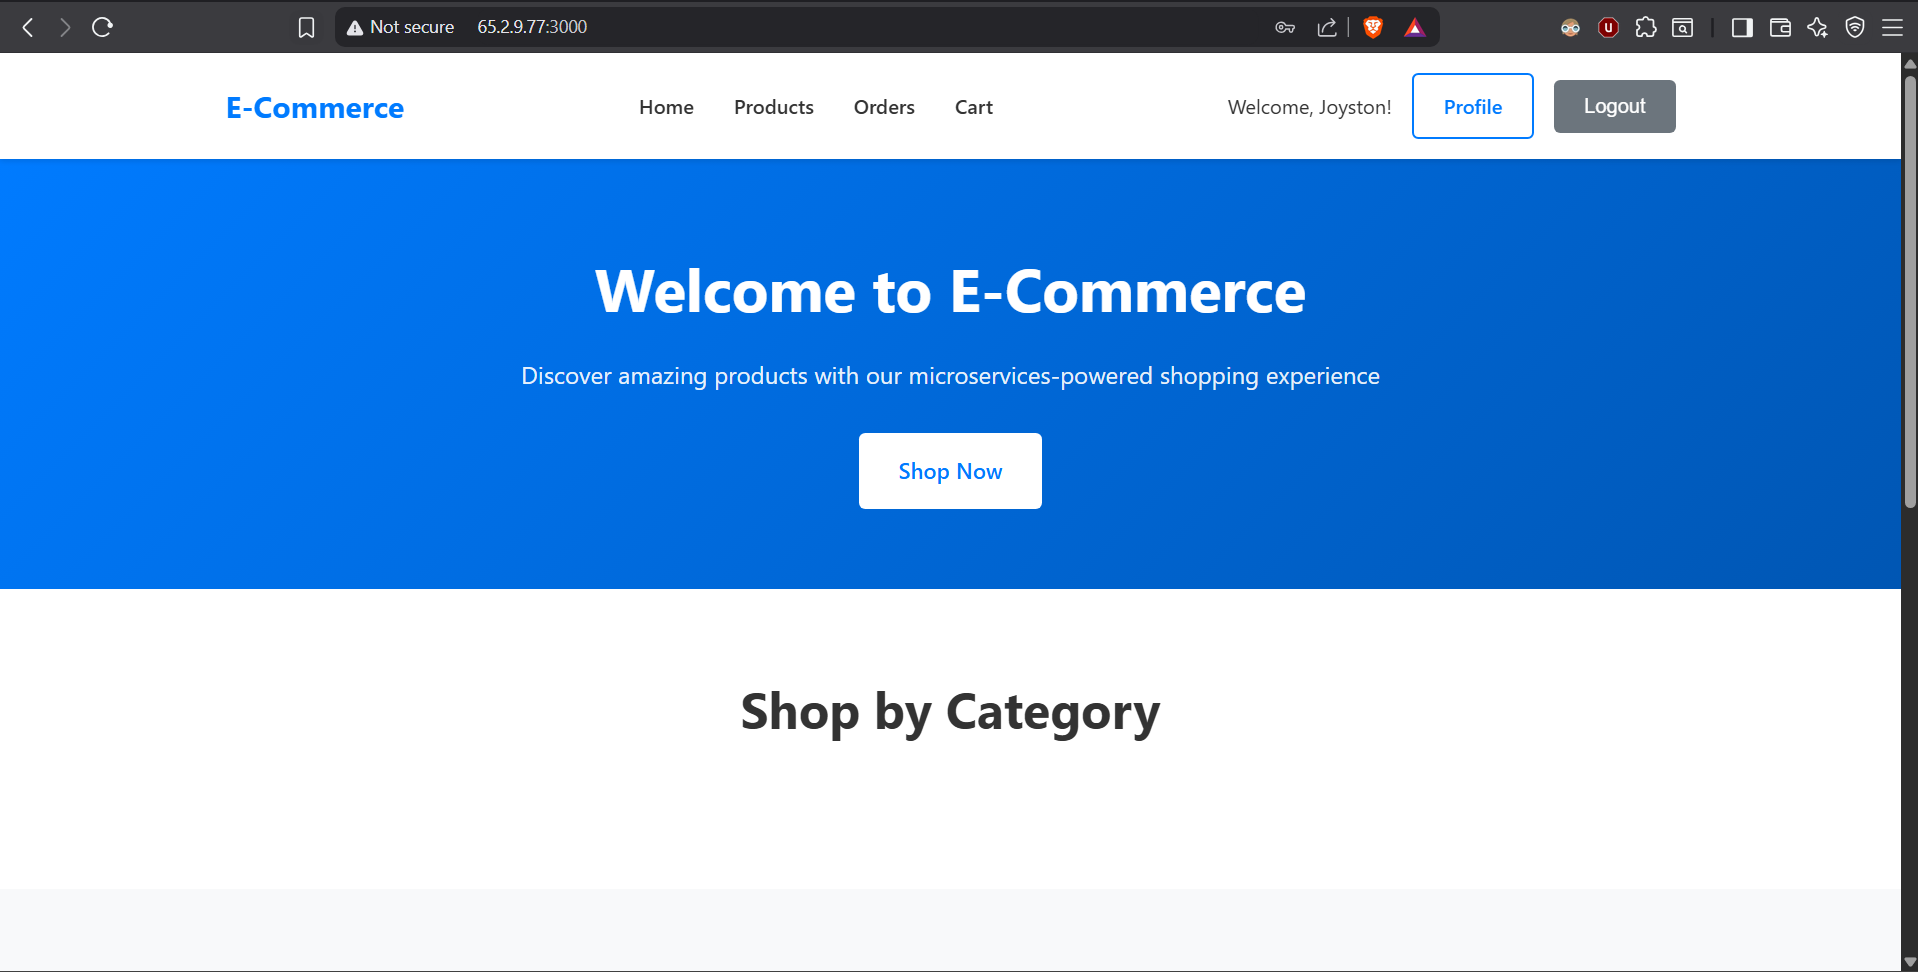 Not secure 65.2.9.77:3000
E-Commerce
Home Products Orders Cart
Welcome, Joyston! Profile Logout
Welcome to E-Commerce
Discover amazing products with our microservices-powered shopping experience
Shop Now
Shop by Category